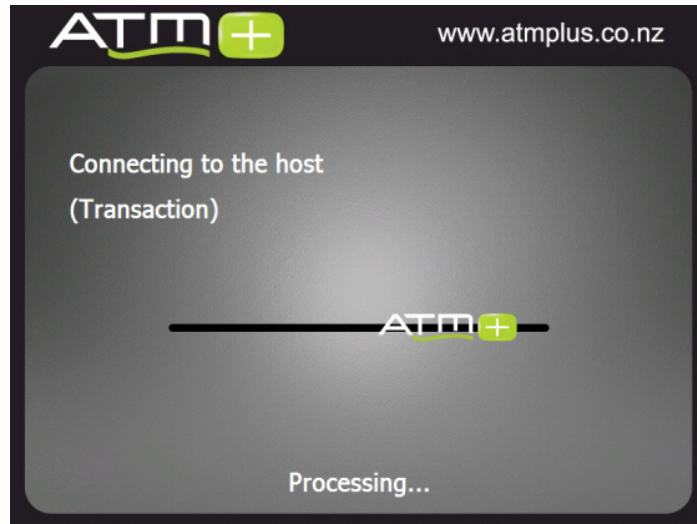 ATM+ www.atmplus.co.nz
Connecting to the host
(Transaction)
ATM+
Processing...